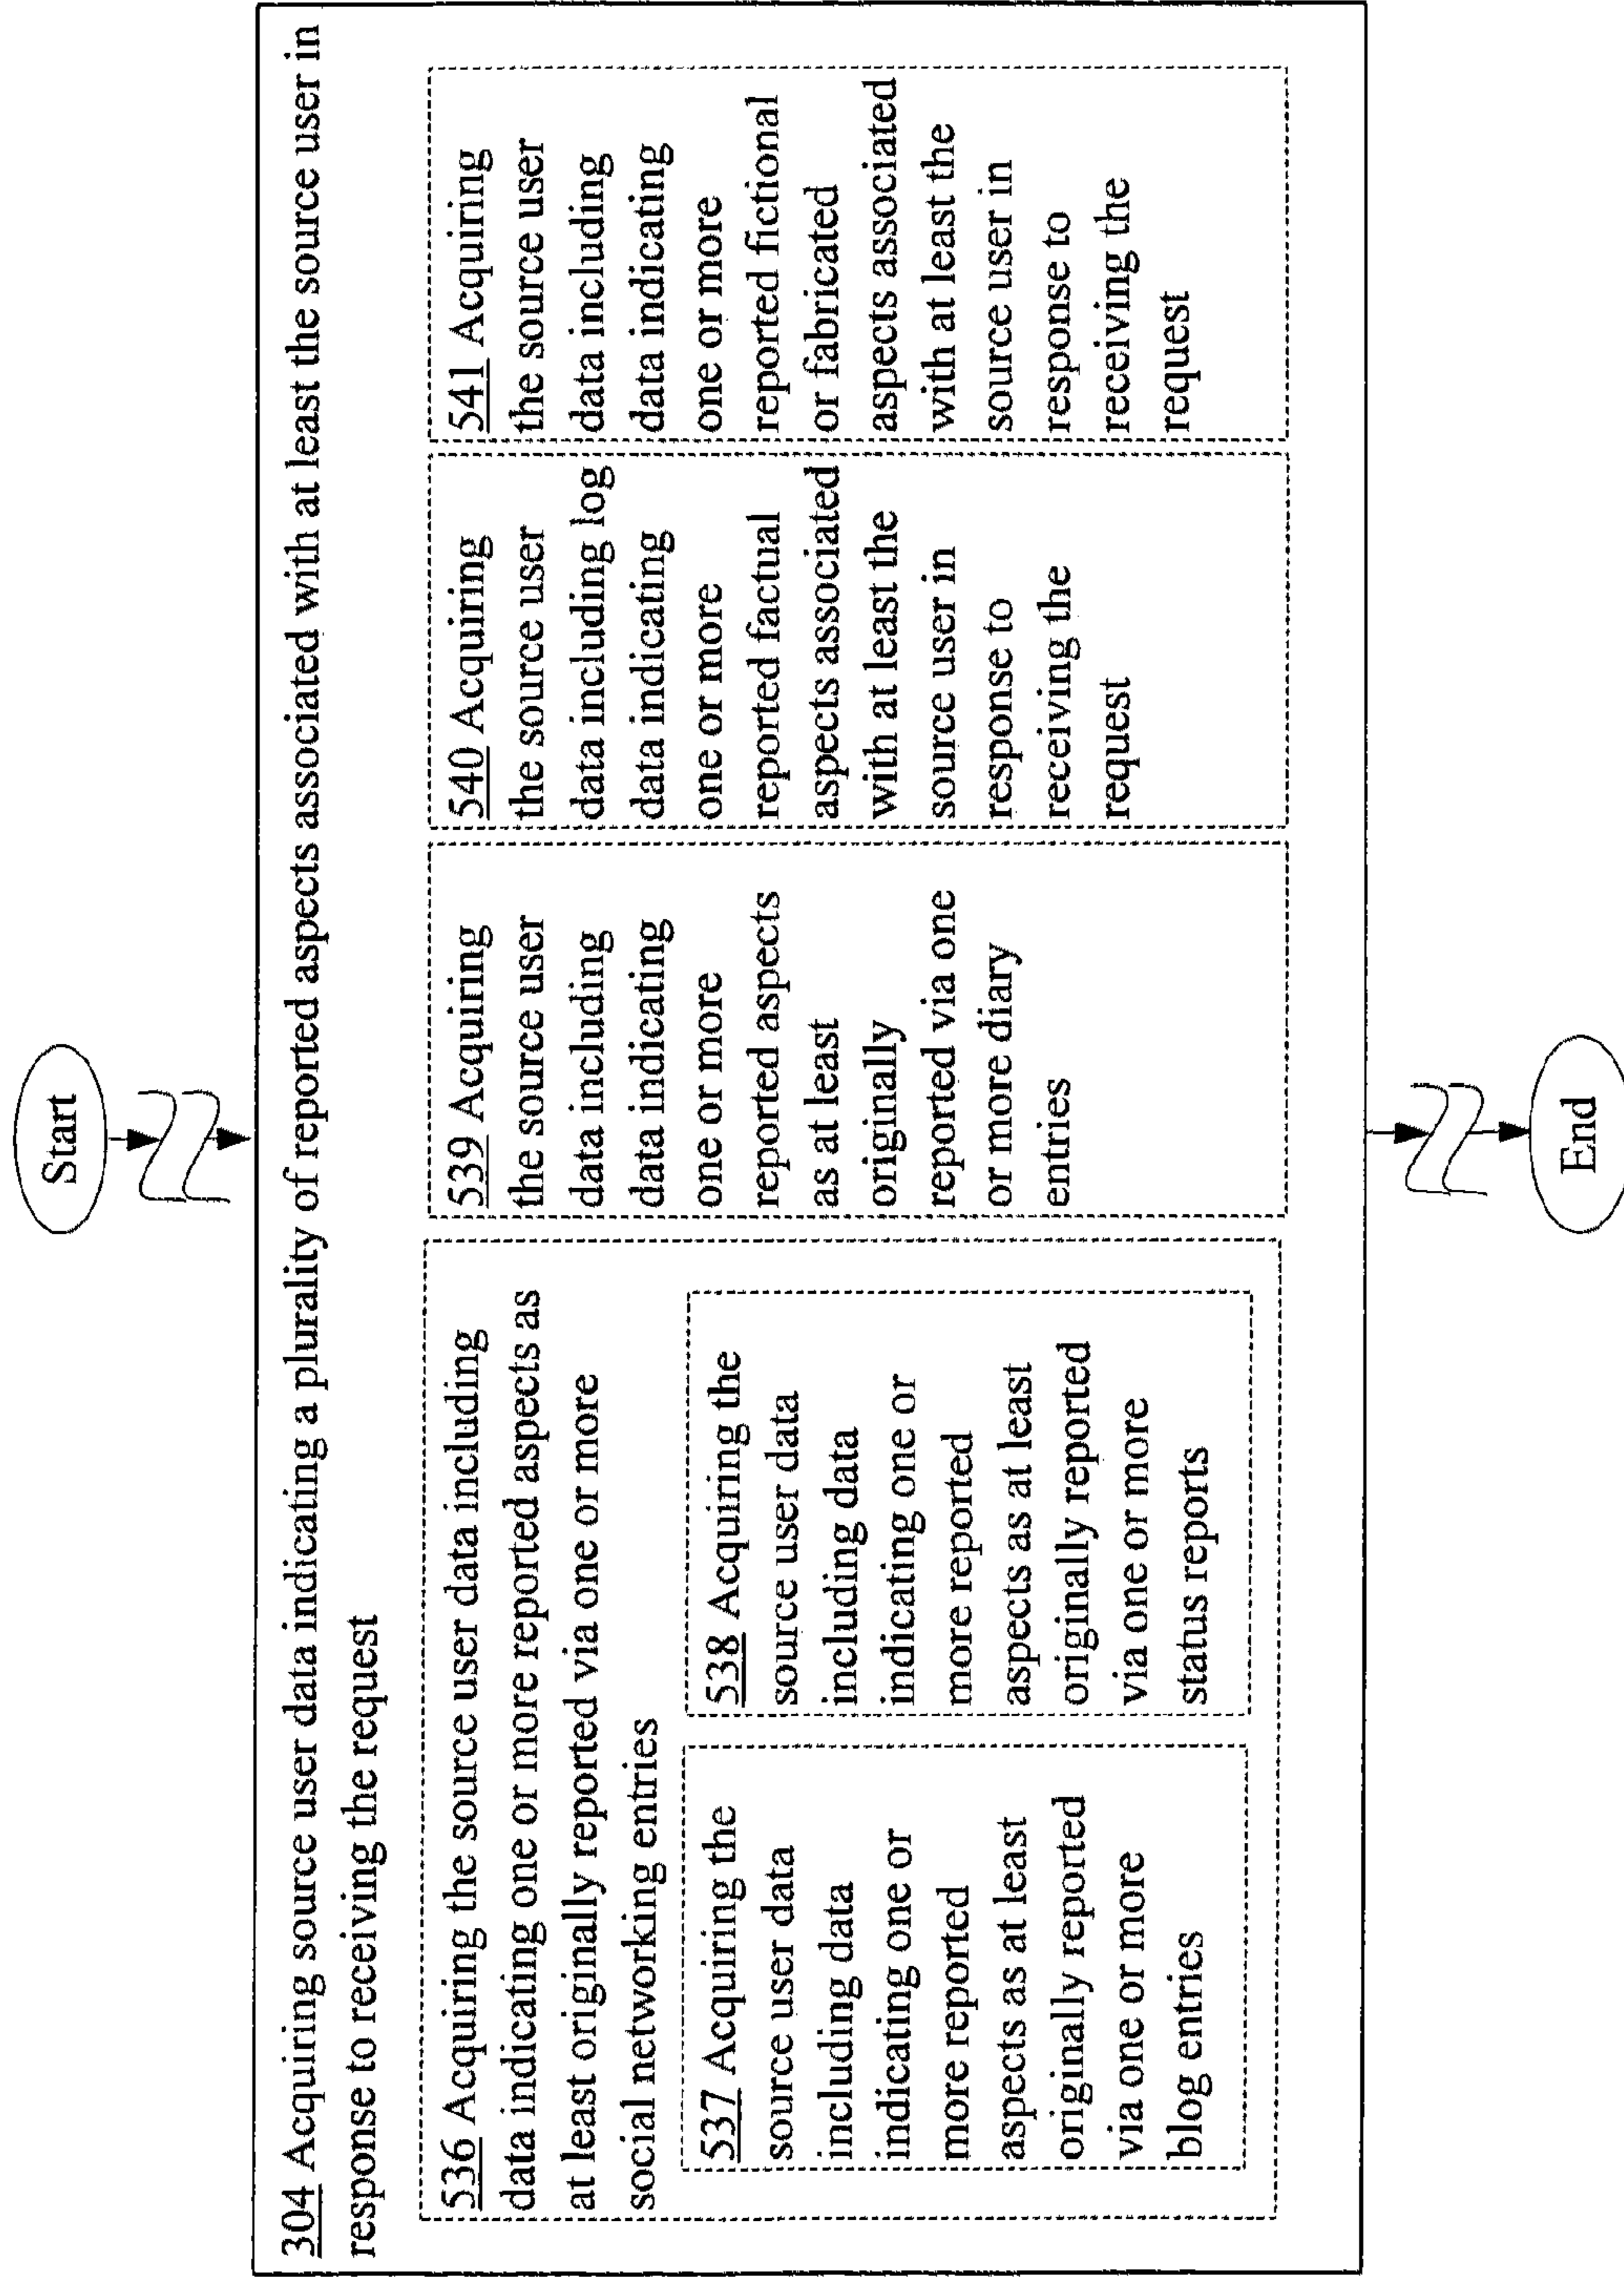 Start
304 Acquiring source user data indicating a plurality of reported aspects associated with at least the source user in
response to receiving the request
536 Acquiring the source user data including
data indicating one or more reported aspects as
at least originally reported via one or more
social networking entries
537 Acquiring the
source user data
including data
indicating one or
more reported
aspects as at least
originally reported
via one or more
blog entries
538 Acquiring the
source user data
including data
indicating one or
more reported
aspects as at least
originally reported
via one or more
status reports
539 Acquiring
the source user
data including
data indicating
one or more
reported aspects
as at least
originally
reported via one
or more diary
entries
540 Acquiring
the source user
data including log
data indicating
one or more
reported factual
aspects associated
with at least the
source user in
response to
receiving the
request
541 Acquiring
the source user
data including
data indicating
one or more
reported fictional
or fabricated
aspects associated
with at least the
source user in
response to
receiving the
request
End